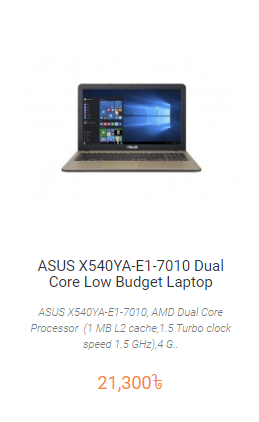 ASUS X540YA-E1-7010 Dual
Core Low Budget Laptop
ASUS X540YA-E1-7010, AMD Dual Core
Processor (1 MB L2 cache,1.5 Turbo clock
speed 1.5 GHz),4 G..
21,300৳